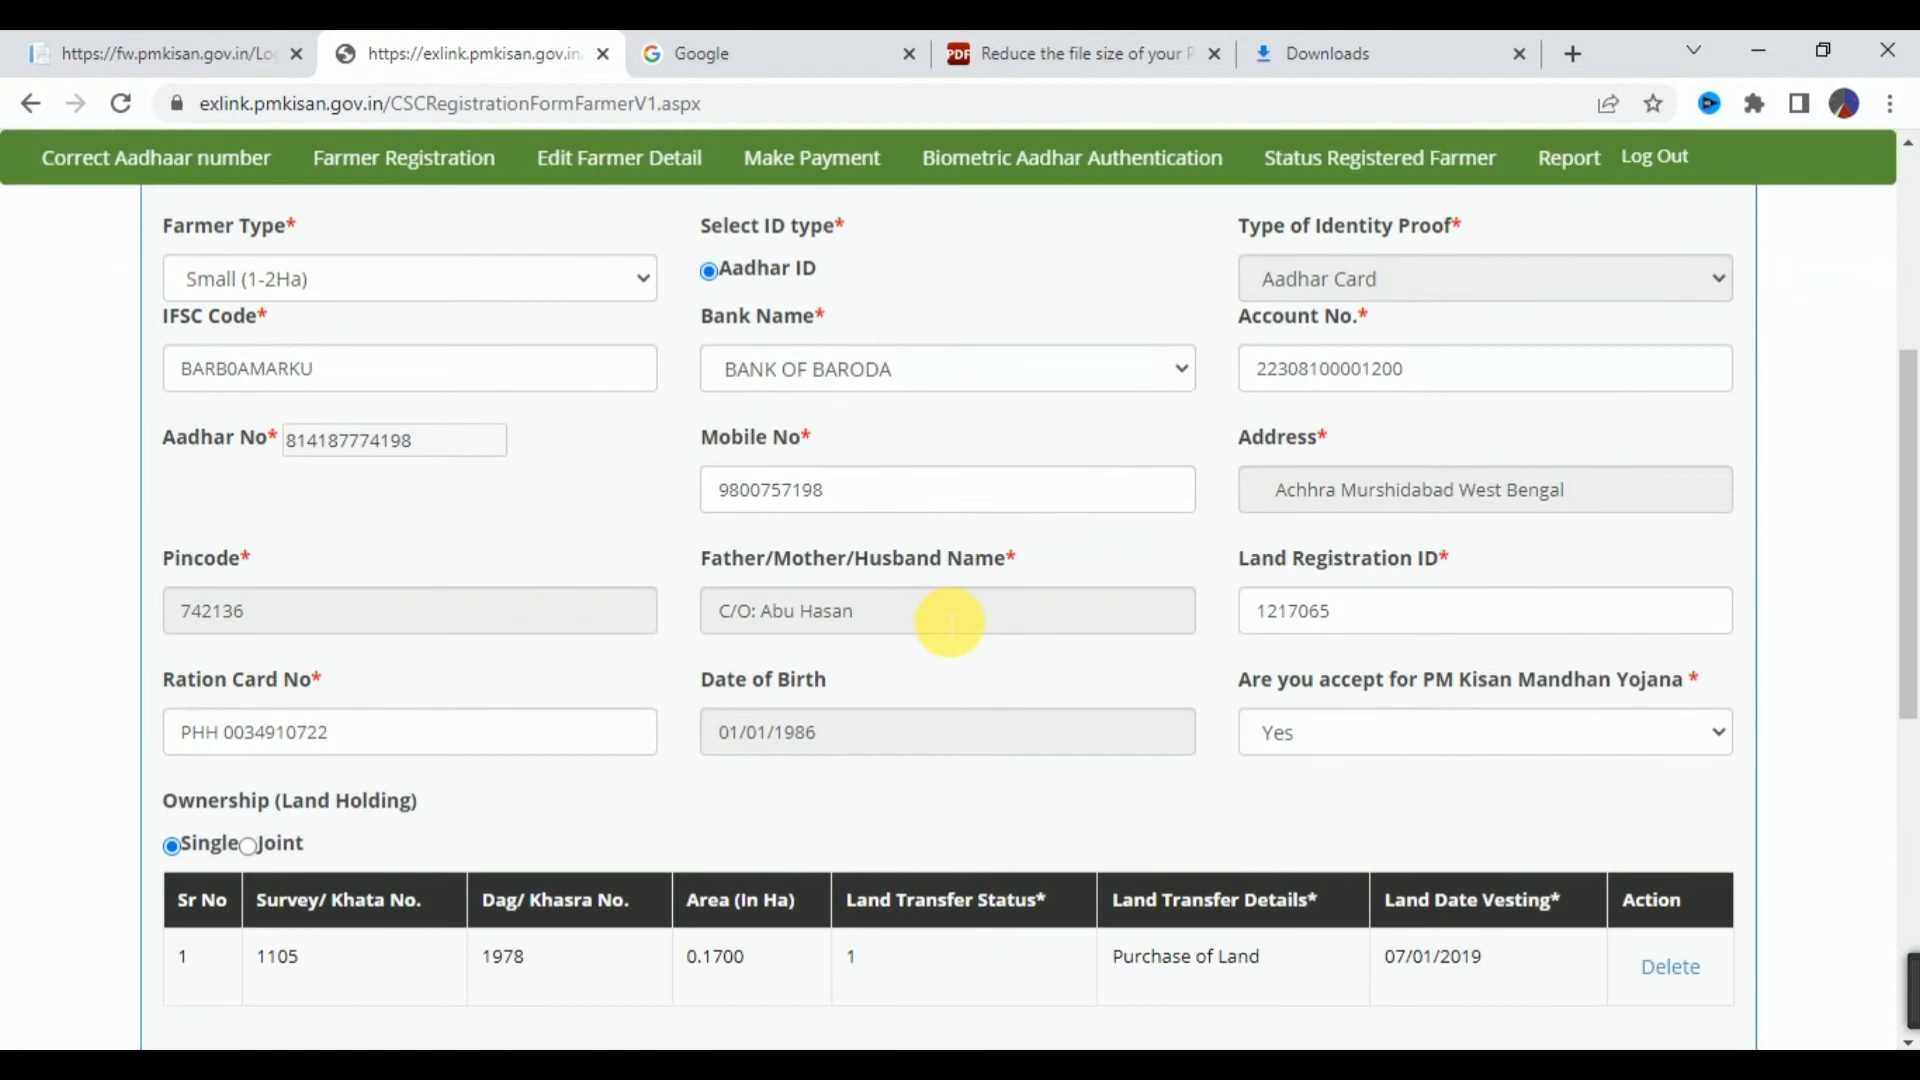 https://fw.pmkisan.gov.in/Lo
https://exlink.pmkisan.gov.in
Google
PDF Reduce the file size of your P
Downloads
exlink.pmkisan.gov.in/CSCRegistrationFormFarmerV1.aspx
Correct Aadhaar number Farmer Registration Edit Farmer Detail Make Payment Biometric Aadhar Authentication Status Registered Farmer Report Log Out
Farmer Type* Select ID type* Type of Identity Proof*
Small (1-2Ha) Aadhar ID Aadhar Card
IFSC Code* Bank Name* Account No.*
BARB0AMARKU BANK OF BARODA 22308100001200
Aadhar No* 814187774198 Mobile No* Address*
9800757198 Achhra Murshidabad West Bengal
Pincode* Father/Mother/Husband Name* Land Registration ID*
742136 C/O: Abu Hasan 1217065
Ration Card No* Date of Birth Are you accept for PM Kisan Mandhan Yojana *
PHH 0034910722 01/01/1986 Yes
Ownership (Land Holding)
Single Joint
Sr No Survey/ Khata No. Dag/ Khasra No. Area (In Ha) Land Transfer Status* Land Transfer Details* Land Date Vesting* Action
1 1105 1978 0.1700 1 Purchase of Land 07/01/2019 Delete